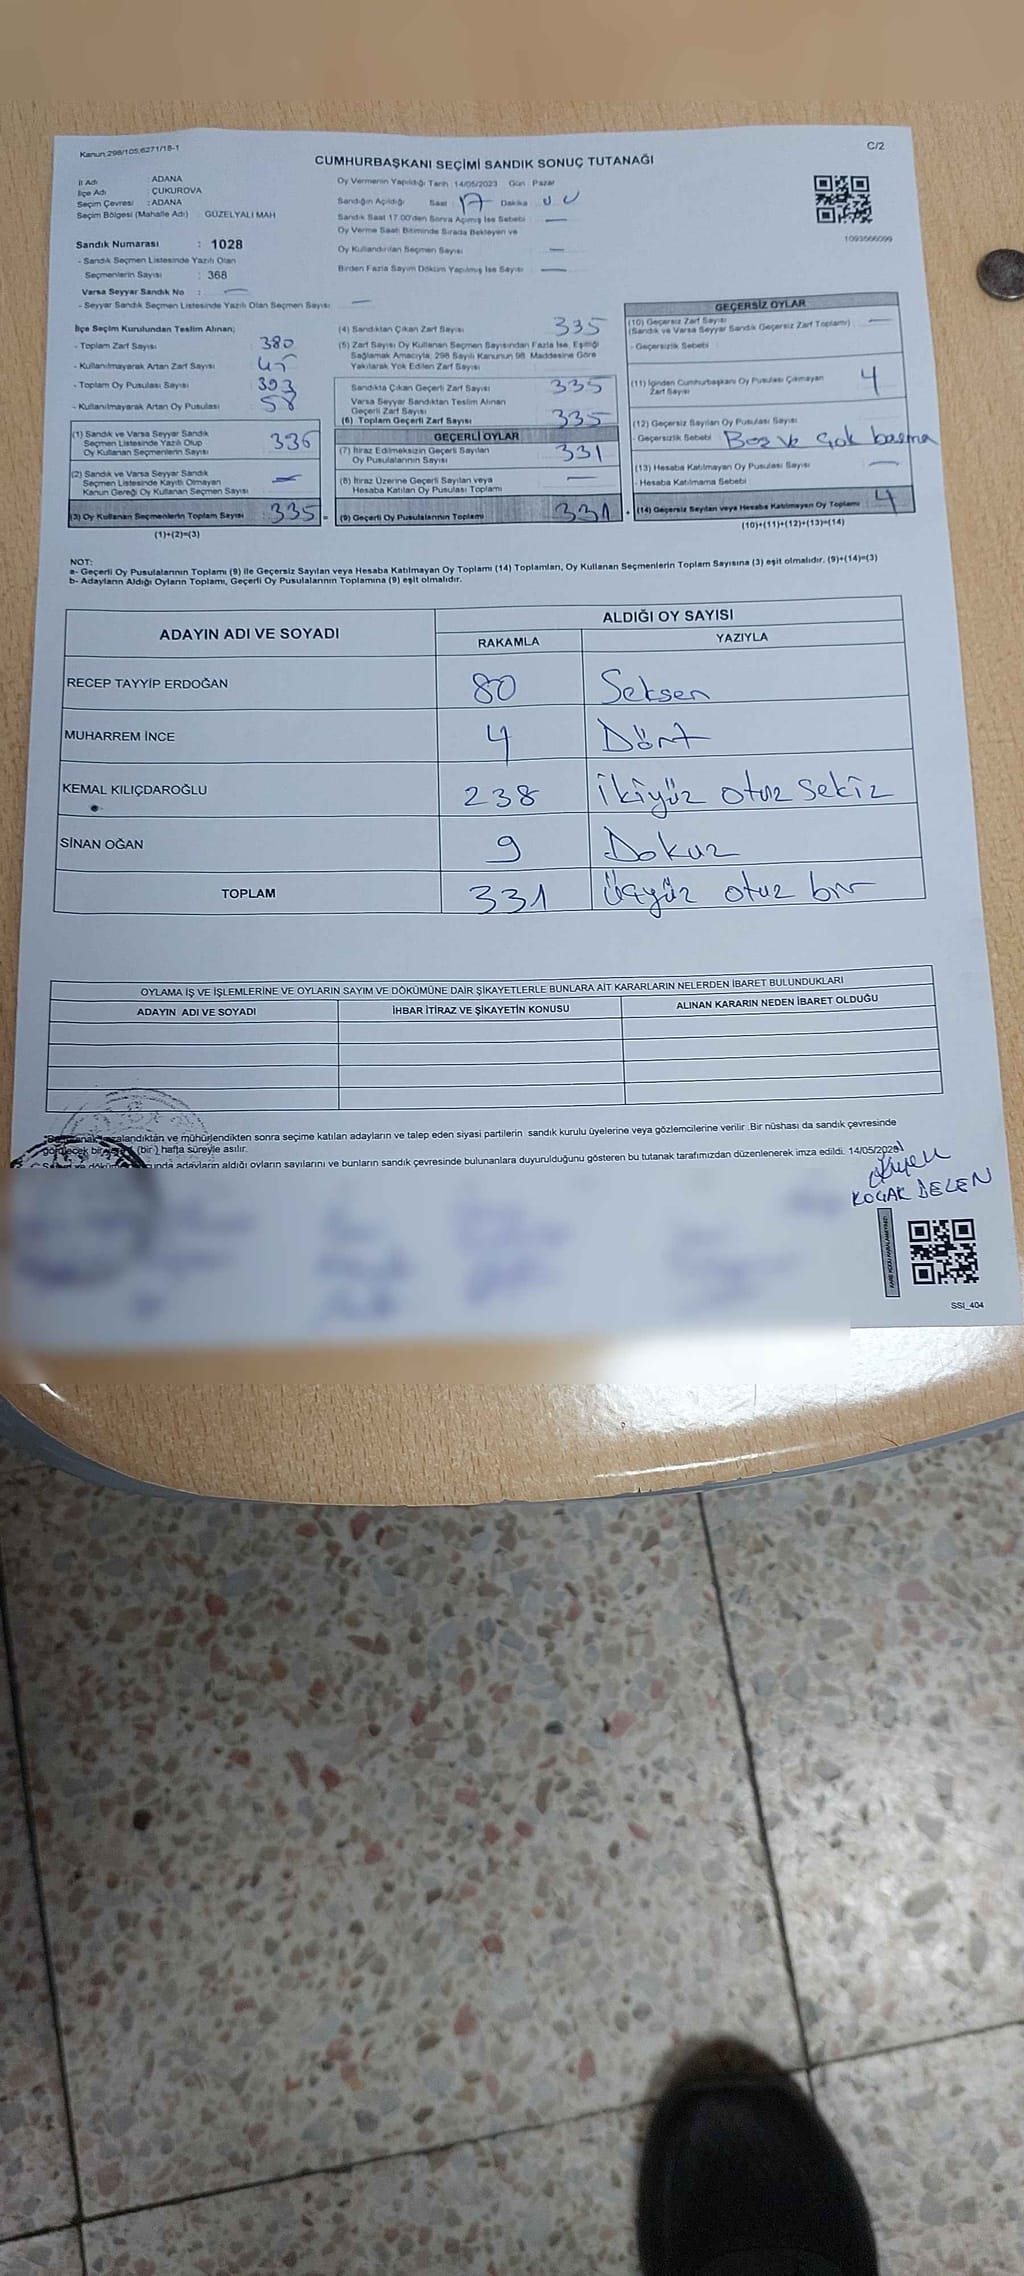 Kanun:298/105,6271/18-1
C/2
CUMHURBAŞKANI SEÇİMİ SANDIK SONUÇ TUTANAĞI
İl Adı : ADANA
İlçe Adı : ÇUKUROVA
Seçim Çevresi : ADANA
Seçim Bölgesi (Mahalle Adı) : GÜZELYALI MAH
Sandık Numarası : 1028
- Sandık Seçmen Listesinde Yazılı Olan
Seçmenlerin Sayısı : 368
Varsa Seyyar Sandık No : —
- Seyyar Sandık Seçmen Listesinde Yazılı Olan Seçmen Sayısı : —
Oy Vermenin Yapıldığı Tarih : 14/05/2023 Gün : Pazar
Sandığın Açıldığı Saat : 17 Dakika : 00
Sandık Saat 17.00'den Sonra Açılmış İse Sebebi : —
Oy Verme Saati Bitiminde Sırada Bekleyen ve
Oy Kullandırılan Seçmen Sayısı : —
Birden Fazla Sayım Döküm Yapılmış İse Sayısı : —
1093566099
İlçe Seçim Kurulundan Teslim Alınan;
- Toplam Zarf Sayısı : 380
- Kullanılmayarak Artan Zarf Sayısı : 45
- Toplam Oy Pusulası Sayısı : 393
- Kullanılmayarak Artan Oy Pusulası : 58
(1) Sandık ve Varsa Seyyar Sandık
Seçmen Listesinde Yazılı Olup
Oy Kullanan Seçmenlerin Sayısı : 336
(2) Sandık ve Varsa Seyyar Sandık
Seçmen Listesinde Kayıtlı Olmayan
Kanun Gereği Oy Kullanan Seçmen Sayısı : —
(3) Oy Kullanan Seçmenlerin Toplam Sayısı : 335 =
(1)+(2)=(3)
(4) Sandıktan Çıkan Zarf Sayısı : 335
(5) Zarf Sayısı Oy Kullanan Seçmen Sayısından Fazla İse, Eşitliği
Sağlamak Amacıyla, 298 Sayılı Kanunun 98. Maddesine Göre
Yakılarak Yok Edilen Zarf Sayısı :
Sandıkta Çıkan Geçerli Zarf Sayısı : 335
Varsa Seyyar Sandıktan Teslim Alınan
Geçerli Zarf Sayısı :
(6) Toplam Geçerli Zarf Sayısı : 335
GEÇERLİ OYLAR
(7) İtiraz Edilmeksizin Geçerli Sayılan
Oy Pusulalarının Sayısı : 331
(8) İtiraz Üzerine Geçerli Sayılan veya
Hesaba Katılan Oy Pusulası Toplamı : —
(9) Geçerli Oy Pusulalarının Toplamı : 331 +
GEÇERSİZ OYLAR
(10) Geçersiz Zarf Sayısı
(Sandık ve Varsa Seyyar Sandık Geçersiz Zarf Toplamı) : —
- Geçersizlik Sebebi :
(11) İçinden Cumhurbaşkanı Oy Pusulası Çıkmayan
Zarf Sayısı : 4
(12) Geçersiz Sayılan Oy Pusulası Sayısı :
- Geçersizlik Sebebi : Boş ve Çok basma
(13) Hesaba Katılmayan Oy Pusulası Sayısı : —
- Hesaba Katılmama Sebebi :
(14) Geçersiz Sayılan veya Hesaba Katılmayan Oy Toplamı : 4
(10)+(11)+(12)+(13)=(14)
NOT:
a- Geçerli Oy Pusulalarının Toplamı (9) ile Geçersiz Sayılan veya Hesaba Katılmayan Oy Toplamı (14) Toplamları, Oy Kullanan Seçmenlerin Toplam Sayısına (3) eşit olmalıdır. (9)+(14)=(3)
b- Adayların Aldığı Oyların Toplamı, Geçerli Oy Pusulalarının Toplamına (9) eşit olmalıdır.
ADAYIN ADI VE SOYADI
ALDIĞI OY SAYISI
RAKAMLA YAZIYLA
RECEP TAYYİP ERDOĞAN 80 Seksen
MUHARREM İNCE 4 Dört
KEMAL KILIÇDAROĞLU 238 ikiyüz otuz sekiz
SİNAN OĞAN 9 Dokuz
TOPLAM 331 Üçyüz otuz bir
OYLAMA İŞ VE İŞLEMLERİNE VE OYLARIN SAYIM VE DÖKÜMÜNE DAİR ŞİKAYETLERLE BUNLARA AİT KARARLARIN NELERDEN İBARET BULUNDUKLARI
ADAYIN ADI VE SOYADI İHBAR İTİRAZ VE ŞİKAYETİN KONUSU ALINAN KARARIN NEDEN İBARET OLDUĞU
imzalandıktan ve mühürlendikten sonra seçime katılan adayların ve talep eden siyasi partilerin sandık kurulu üyelerine veya gözlemcilerine verilir. Bir nüshası da sandık çevresinde
bir (bir) hafta süreyle asılır.
adayların aldığı oyların sayılarını ve bunların sandık çevresinde bulunanlara duyurulduğunu gösteren bu tutanak tarafımızdan düzenlenerek imza edildi. 14/05/2023
KOÇAK DELEN
SSİ_404